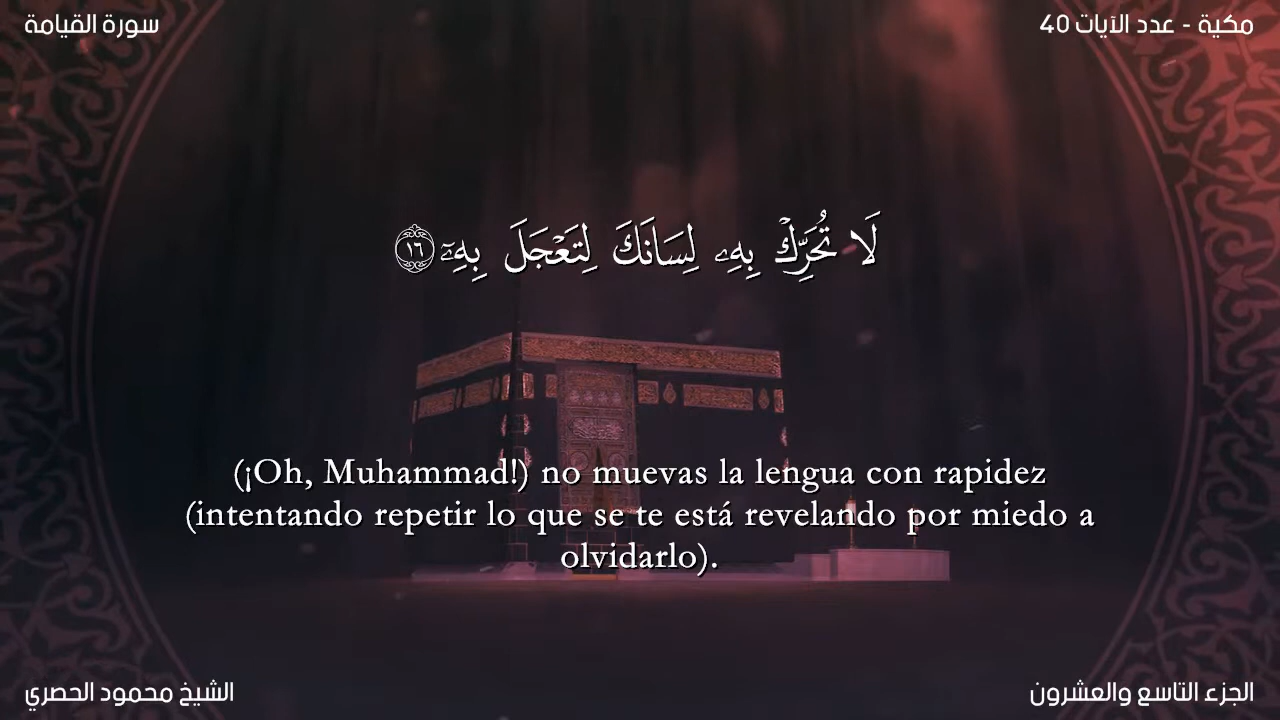 سورة القيامة
مكية - عدد الآيات 40
لَا تُحَرِّكْ بِهِۦ لِسَانَكَ لِتَعْجَلَ بِهِۦٓ ١٦
(¡Oh, Muhammad!) no muevas la lengua con rapidez
(intentando repetir lo que se te está revelando por miedo a
olvidarlo).
الشيخ محمود الحصري
الجزء التاسع والعشرون